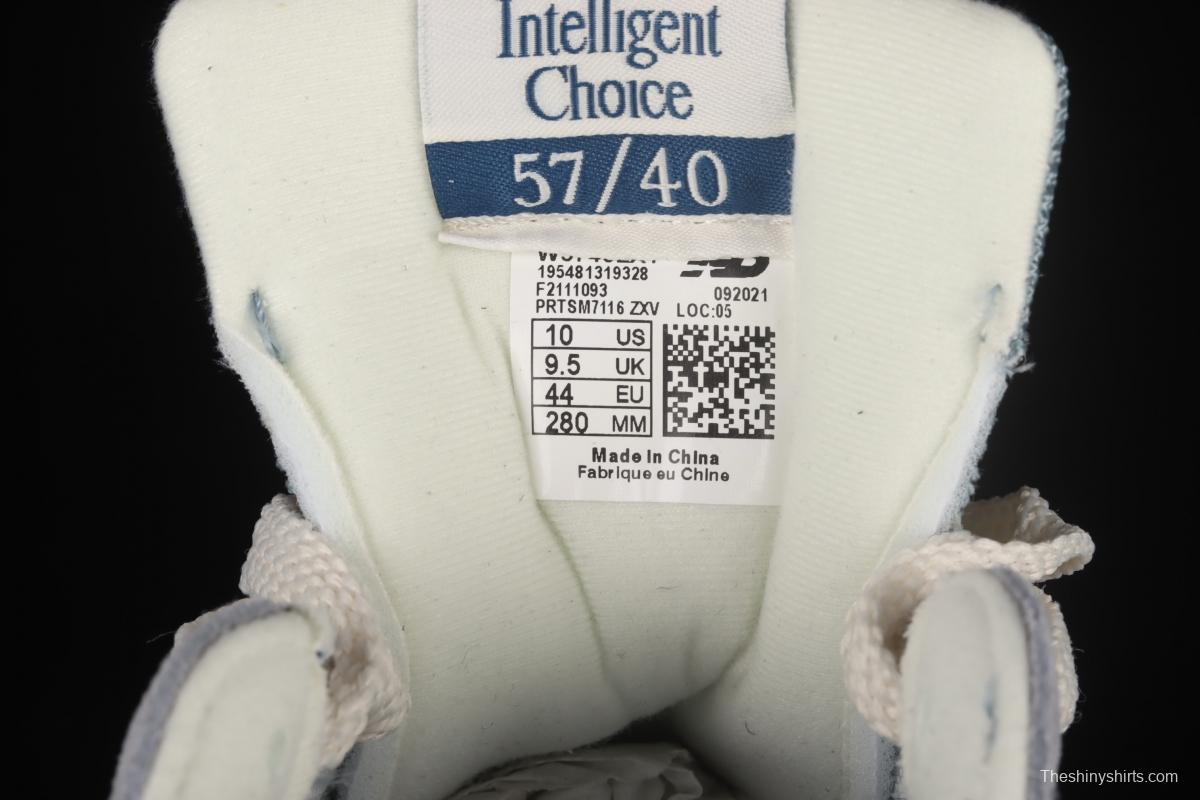 Intelligent
Choice
57/40
195481319328
F2111093
092021
PRTSM7116 ZXV LOC:05
10 US
9.5 UK
44 EU
280 MM
Made in China
Fabrique eu Chine
Theshinyshirts.com